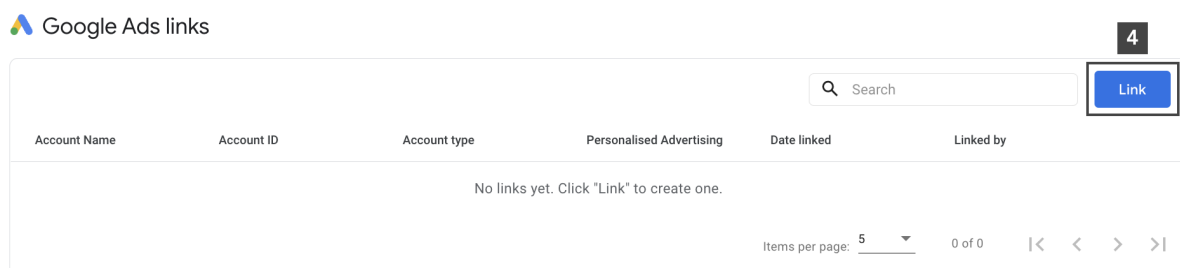 Google Ads links
4
Search
Link
Account Name Account ID Account type Personalised Advertising Date linked Linked by
No links yet. Click "Link" to create one.
Items per page: 5 0 of 0